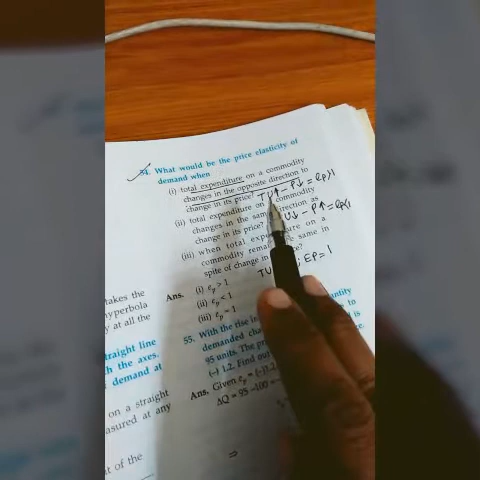 54. What would be the price elasticity of
demand when
(i) total expenditure on a commodity
changes in the opposite direction to
change in its price? TU↑ - P↓ = ep>1
(ii) total expenditure on commodity
changes in the same direction as
change in its price? U↓ - P↑ = ep<1
(iii) when total expenditure on a
commodity remains same in
spite of change in price?
TU ; EP = 1
Ans. (i) ep > 1
(ii) ep < 1
(iii) ep = 1
55. With the rise in
demanded
95 units. The
(-) 1.2. Find out
Ans. Given ep = (-)1.2
ΔQ = 95 - 100 =
⇒
takes the
hyperbola
y at all the
traight line
h the axes.
demand at
on a straight
asured at any
t of the